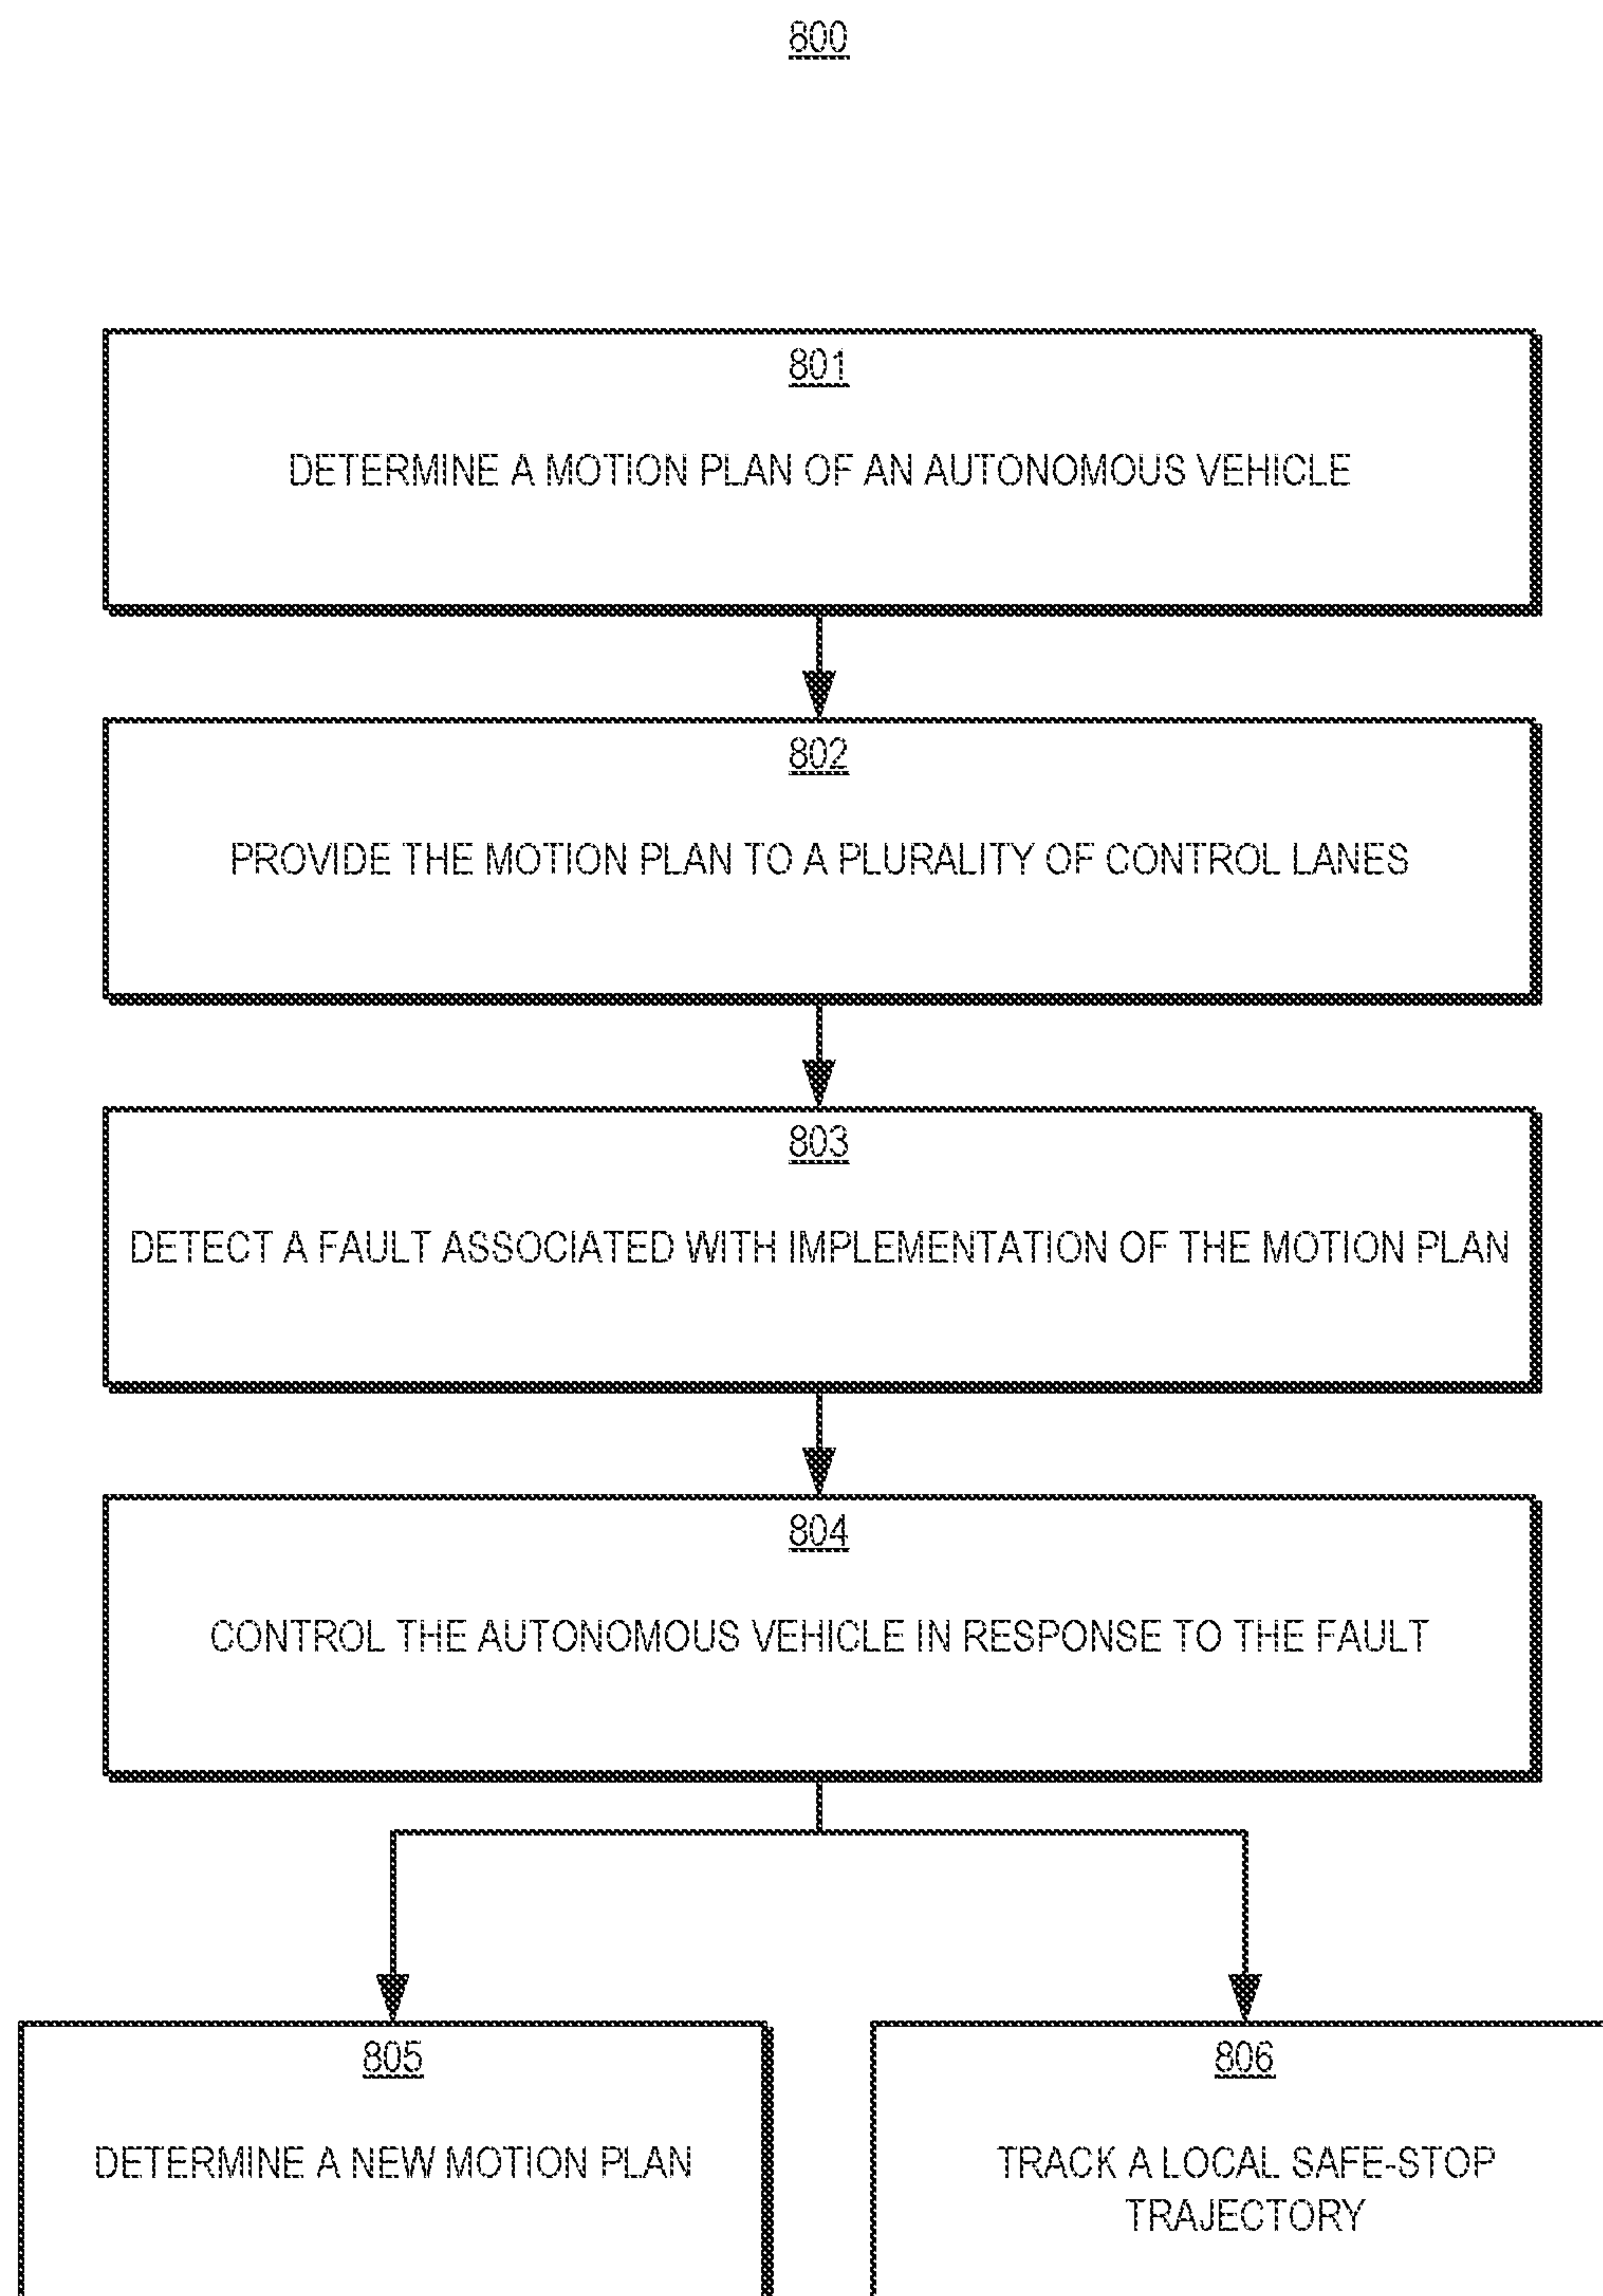 800
801
DETERMINE A MOTION PLAN OF AN AUTONOMOUS VEHICLE
802
PROVIDE THE MOTION PLAN TO A PLURALITY OF CONTROL LANES
803
DETECT A FAULT ASSOCIATED WITH IMPLEMENTATION OF THE MOTION PLAN
804
CONTROL THE AUTONOMOUS VEHICLE IN RESPONSE TO THE FAULT
805
DETERMINE A NEW MOTION PLAN
806
TRACK A LOCAL SAFE-STOP
TRAJECTORY